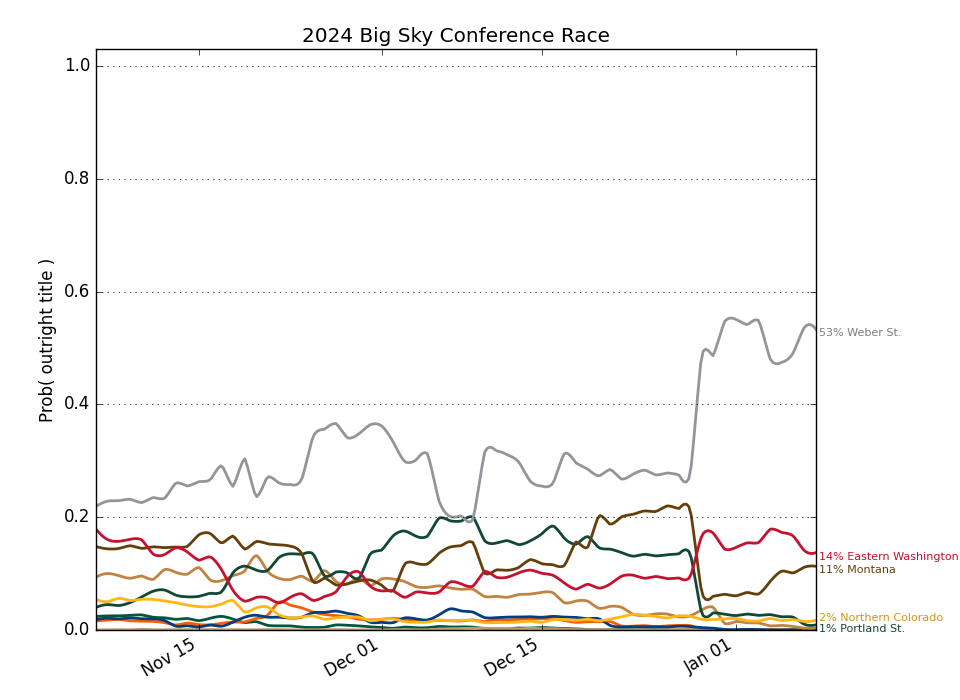 2024 Big Sky Conference Race
1.0
0.8
0.6
0.4
0.2
0.0
Prob( outright title )
53% Weber St.
14% Eastern Washington
11% Montana
2% Northern Colorado
1% Portland St.
Nov 15
Dec 01
Dec 15
Jan 01